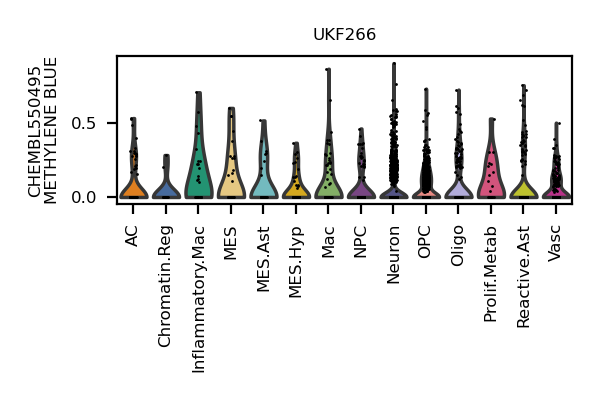 UKF266
CHEMBL550495
METHYLENE BLUE
0.5
0.0
AC
Chromatin.Reg
Inflammatory.Mac
MES
MES.Ast
MES.Hyp
Mac
NPC
Neuron
OPC
Oligo
Prolif.Metab
Reactive.Ast
Vasc